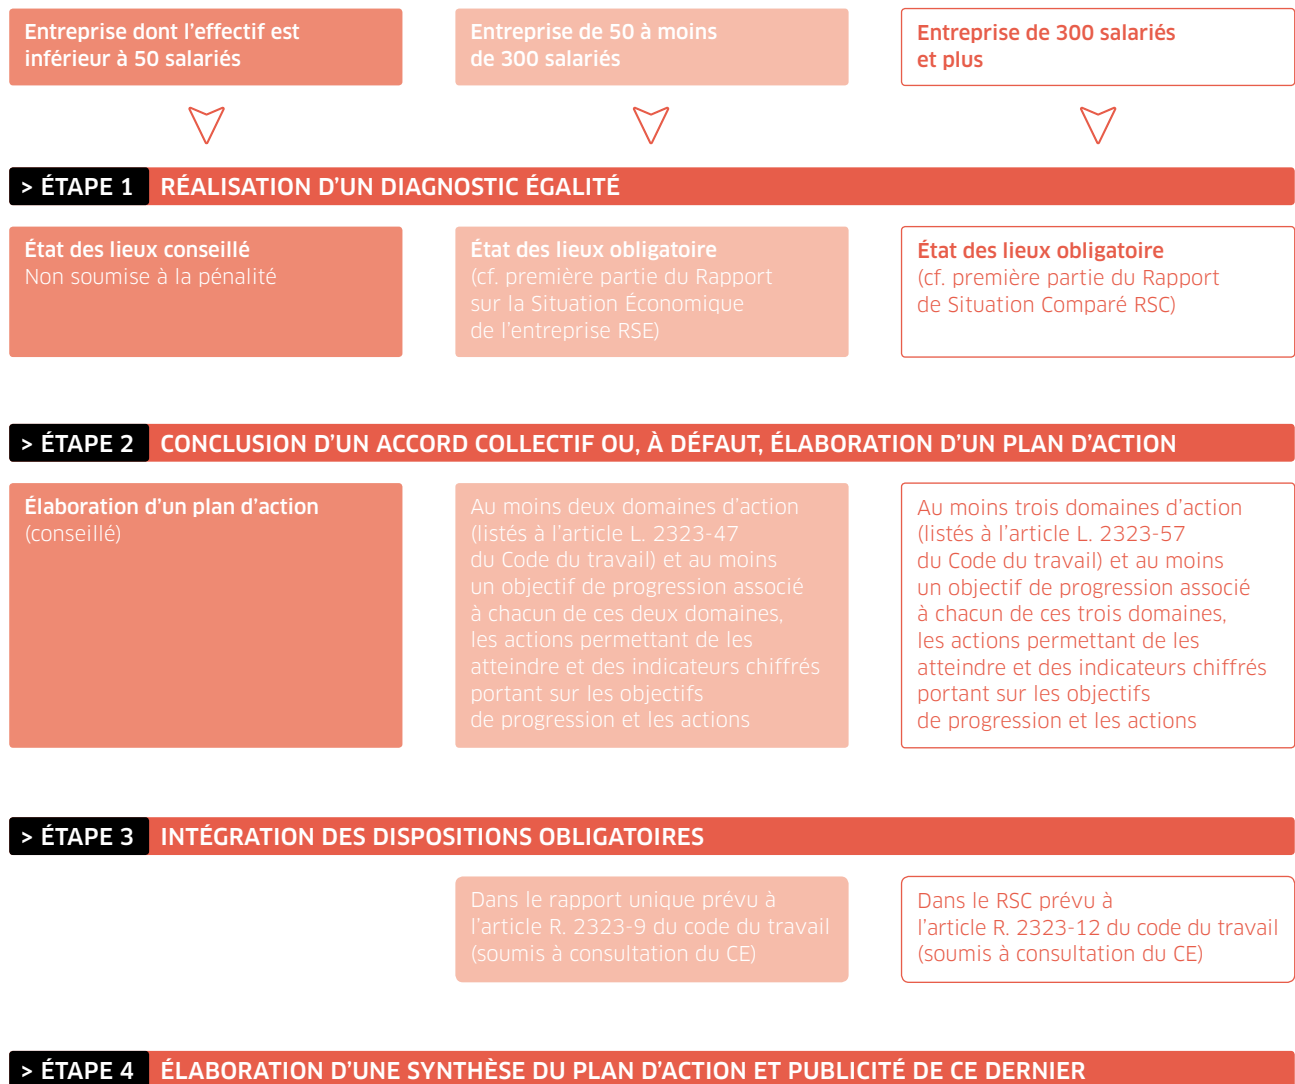 Entreprise dont l'effectif est
inférieur à 50 salariés
Entreprise de 50 à moins
de 300 salariés
Entreprise de 300 salariés
et plus
> ÉTAPE 1 RÉALISATION D'UN DIAGNOSTIC ÉGALITÉ
État des lieux conseillé
Non soumise à la pénalité
État des lieux obligatoire
(cf. première partie du Rapport
sur la Situation Économique
de l'entreprise RSE)
État des lieux obligatoire
(cf. première partie du Rapport
de Situation Comparé RSC)
> ÉTAPE 2 CONCLUSION D'UN ACCORD COLLECTIF OU, À DÉFAUT, ÉLABORATION D'UN PLAN D'ACTION
Élaboration d'un plan d'action
(conseillé)
Au moins deux domaines d'action
(listés à l'article L. 2323-47
du Code du travail) et au moins
un objectif de progression associé
à chacun de ces deux domaines,
les actions permettant de les
atteindre et des indicateurs chiffrés
portant sur les objectifs
de progression et les actions
Au moins trois domaines d'action
(listés à l'article L. 2323-57
du Code du travail) et au moins
un objectif de progression associé
à chacun de ces trois domaines,
les actions permettant de les
atteindre et des indicateurs chiffrés
portant sur les objectifs
de progression et les actions
> ÉTAPE 3 INTÉGRATION DES DISPOSITIONS OBLIGATOIRES
Dans le rapport unique prévu à
l'article R. 2323-9 du code du travail
(soumis à consultation du CE)
Dans le RSC prévu à
l'article R. 2323-12 du code du travail
(soumis à consultation du CE)
> ÉTAPE 4 ÉLABORATION D'UNE SYNTHÈSE DU PLAN D'ACTION ET PUBLICITÉ DE CE DERNIER